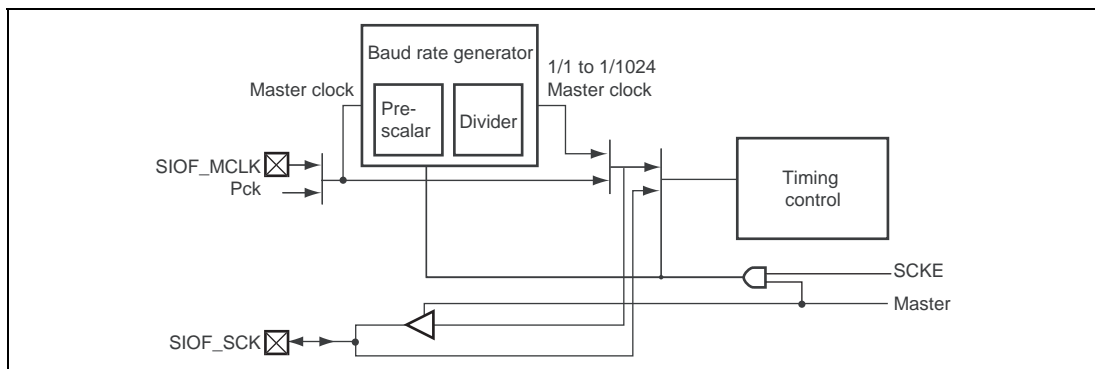 Baud rate generator
1/1 to 1/1024
Master clock
Master clock
Pre-
scalar
Divider
SIOF_MCLK
Pck
Timing
control
SCKE
Master
SIOF_SCK